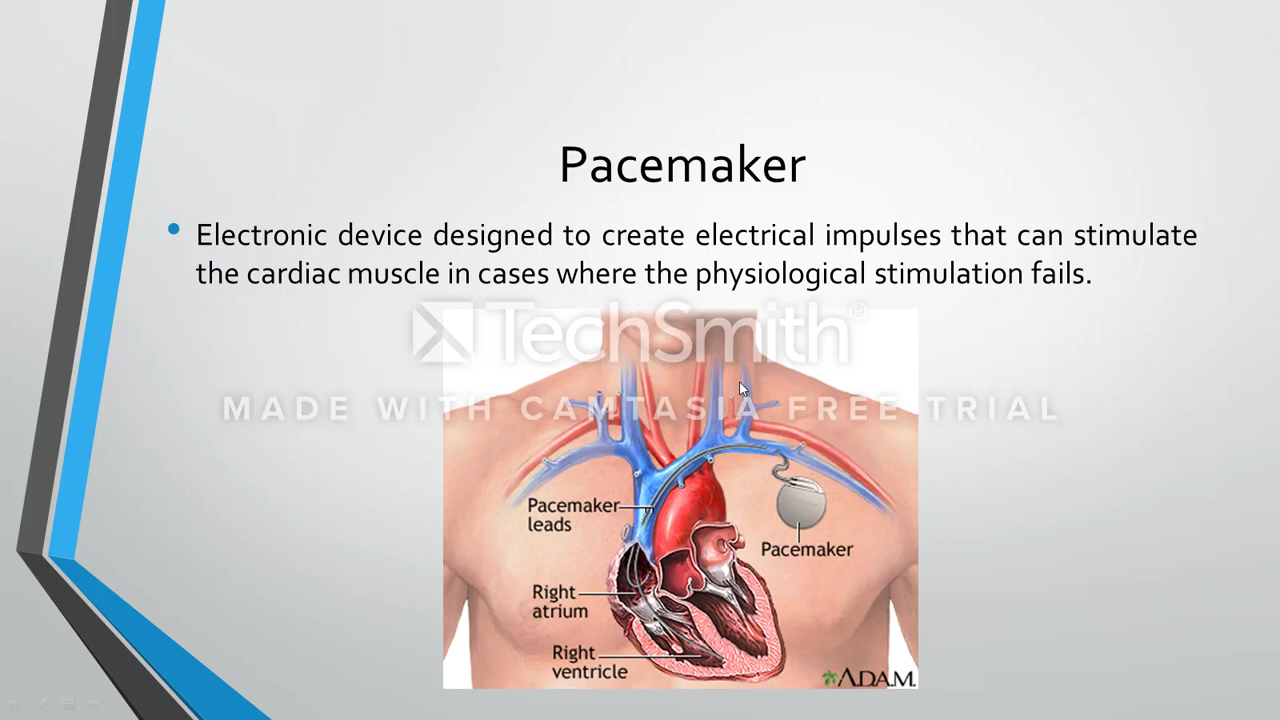 Pacemaker
• Electronic device designed to create electrical impulses that can stimulate
the cardiac muscle in cases where the physiological stimulation fails.
TechSmith®
MADE WITH CAMTASIA FREE TRIAL
Pacemaker
leads
Pacemaker
Right
atrium
Right
ventricle
A.D.A.M.